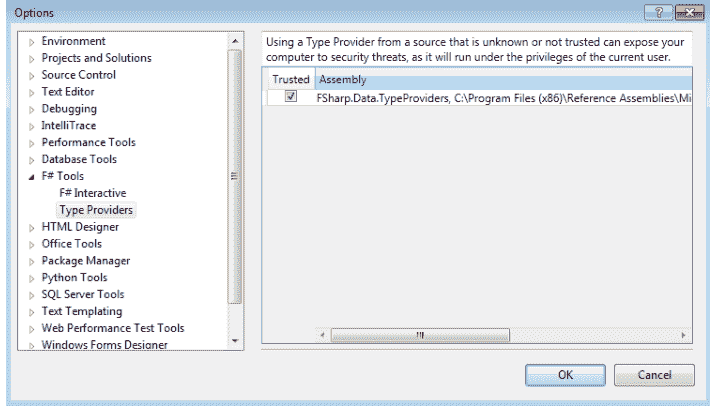 Options
Environment
Projects and Solutions
Source Control
Text Editor
Debugging
IntelliTrace
Performance Tools
Database Tools
F# Tools
F# Interactive
Type Providers
HTML Designer
Office Tools
Package Manager
Python Tools
SQL Server Tools
Text Templating
Web Performance Test Tools
Windows Forms Designer
Using a Type Provider from a source that is unknown or not trusted can expose your
computer to security threats, as it will run under the privileges of the current user.
Trusted Assembly
FSharp.Data.TypeProviders, C:\Program Files (x86)\Reference Assemblies\Mi
OK Cancel